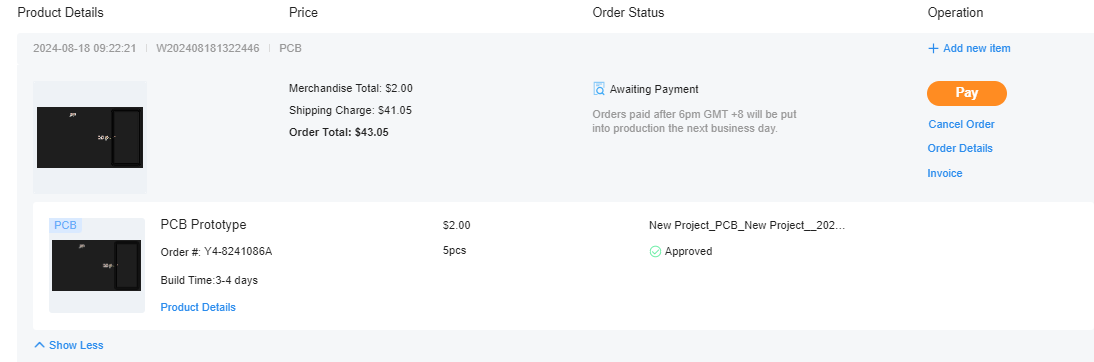 Product Details Price Order Status Operation
2024-08-18 09:22:21 W202408181322446 PCB + Add new item
Merchandise Total: $2.00 Awaiting Payment Pay
Shipping Charge: $41.05 Orders paid after 6pm GMT +8 will be put
into production the next business day.
Order Total: $43.05 Cancel Order
Order Details
Invoice
PCB PCB Prototype $2.00 New Project_PCB_New Project__202...
Order #: Y4-8241086A 5pcs Approved
Build Time:3-4 days
Product Details
Show Less